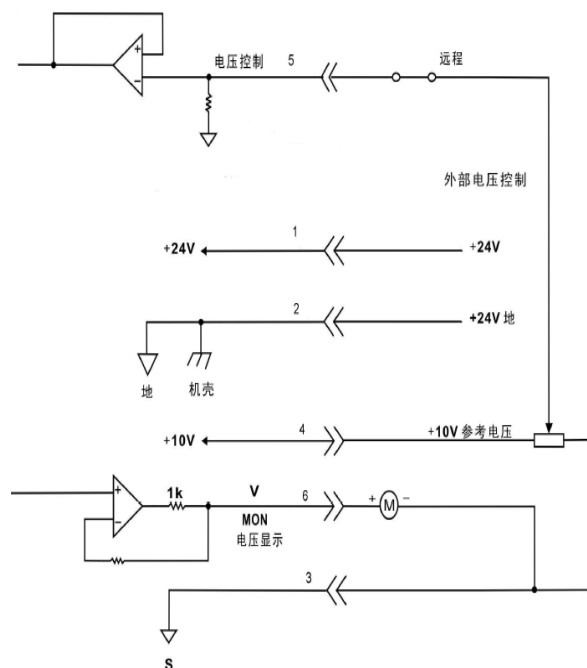 +
−
电压控制 5
远程
外部电压控制
+24V 1 +24V
2 +24V 地
地 机壳
+10V 4 +10V 参考电压
+
−
1k V 6 + M −
MON
电压显示
3
S